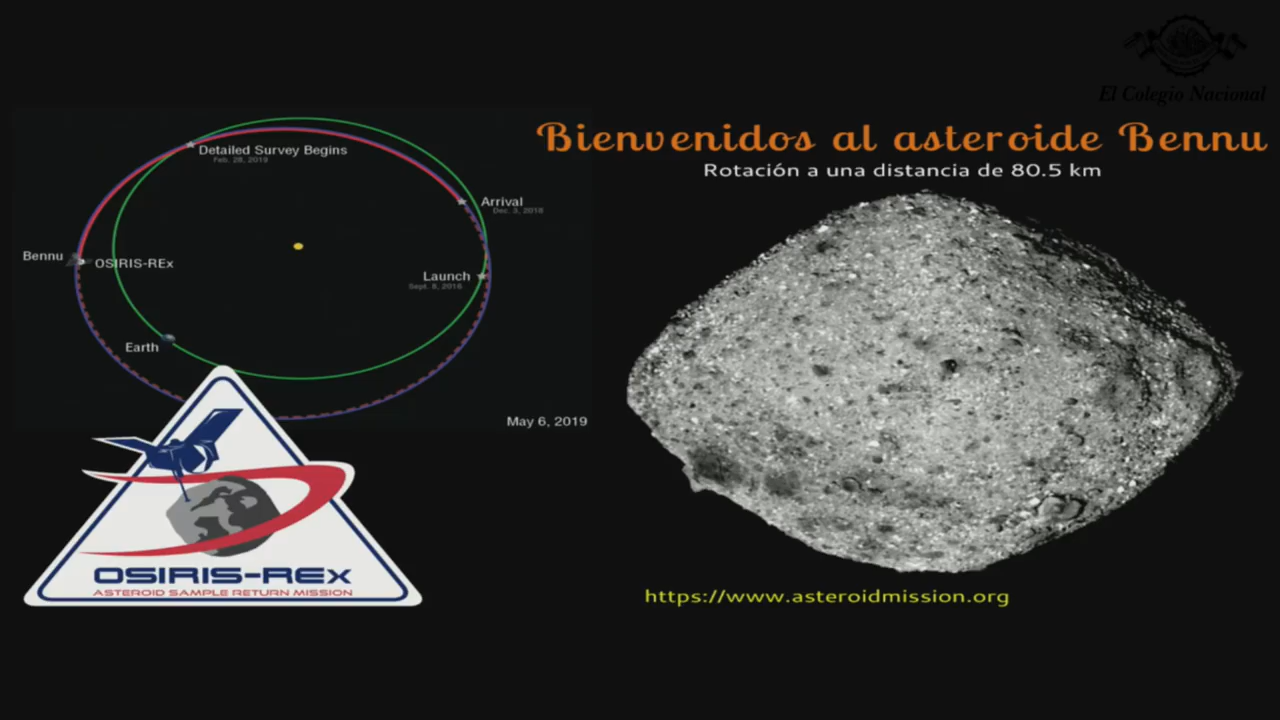 El Colegio Nacional
Bienvenidos al asteroide Bennu
Rotación a una distancia de 80.5 km
Detailed Survey Begins
Feb. 28, 2019
Arrival
Dec. 3, 2018
Bennu
OSIRIS-REx
Launch
Sept. 8, 2016
Earth
May 6, 2019
OSIRIS-REx
ASTEROID SAMPLE RETURN MISSION
https://www.asteroidmission.org